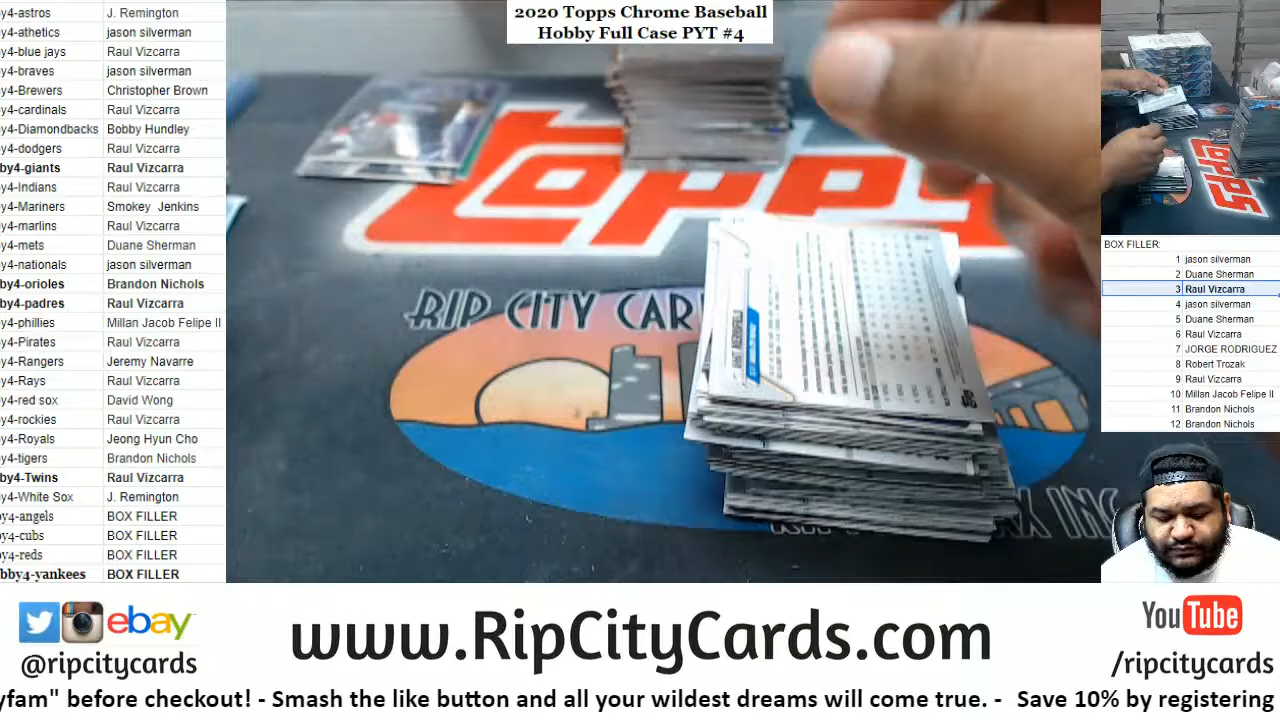 2020 Topps Chrome Baseball
Hobby Full Case PYT #4
y4-astros J. Remington
y4-athetics jason silverman
y4-blue jays Raul Vizcarra
y4-braves jason silverman
y4-Brewers Christopher Brown
y4-cardinals Raul Vizcarra
y4-Diamondbacks Bobby Hundley
y4-dodgers Raul Vizcarra
by4-giants Raul Vizcarra
y4-Indians Raul Vizcarra
y4-Mariners Smokey Jenkins
y4-marlins Raul Vizcarra
y4-mets Duane Sherman
y4-nationals jason silverman
by4-orioles Brandon Nichols
by4-padres Raul Vizcarra
y4-phillies Millan Jacob Felipe II
y4-Pirates Raul Vizcarra
y4-Rangers Jeremy Navarre
y4-Rays Raul Vizcarra
y4-red sox David Wong
y4-rockies Raul Vizcarra
y4-Royals Jeong Hyun Cho
y4-tigers Brandon Nichols
by4-Twins Raul Vizcarra
y4-White Sox J. Remington
y4-angels BOX FILLER
y4-cubs BOX FILLER
y4-reds BOX FILLER
bby4-yankees BOX FILLER
Topps
RIP CITY CAR
Topps
BOX FILLER:
1 jason silverman
2 Duane Sherman
3 Raul Vizcarra
4 jason silverman
5 Duane Sherman
6 Raul Vizcarra
7 JORGE RODRIGUEZ
8 Robert Trozak
9 Raul Vizcarra
10 Millan Jacob Felipe II
11 Brandon Nichols
12 Brandon Nichols
ebay
@ripcitycards
www.RipCityCards.com
YouTube
/ripcitycards
yfam" before checkout! - Smash the like button and all your wildest dreams will come true. - Save 10% by registering